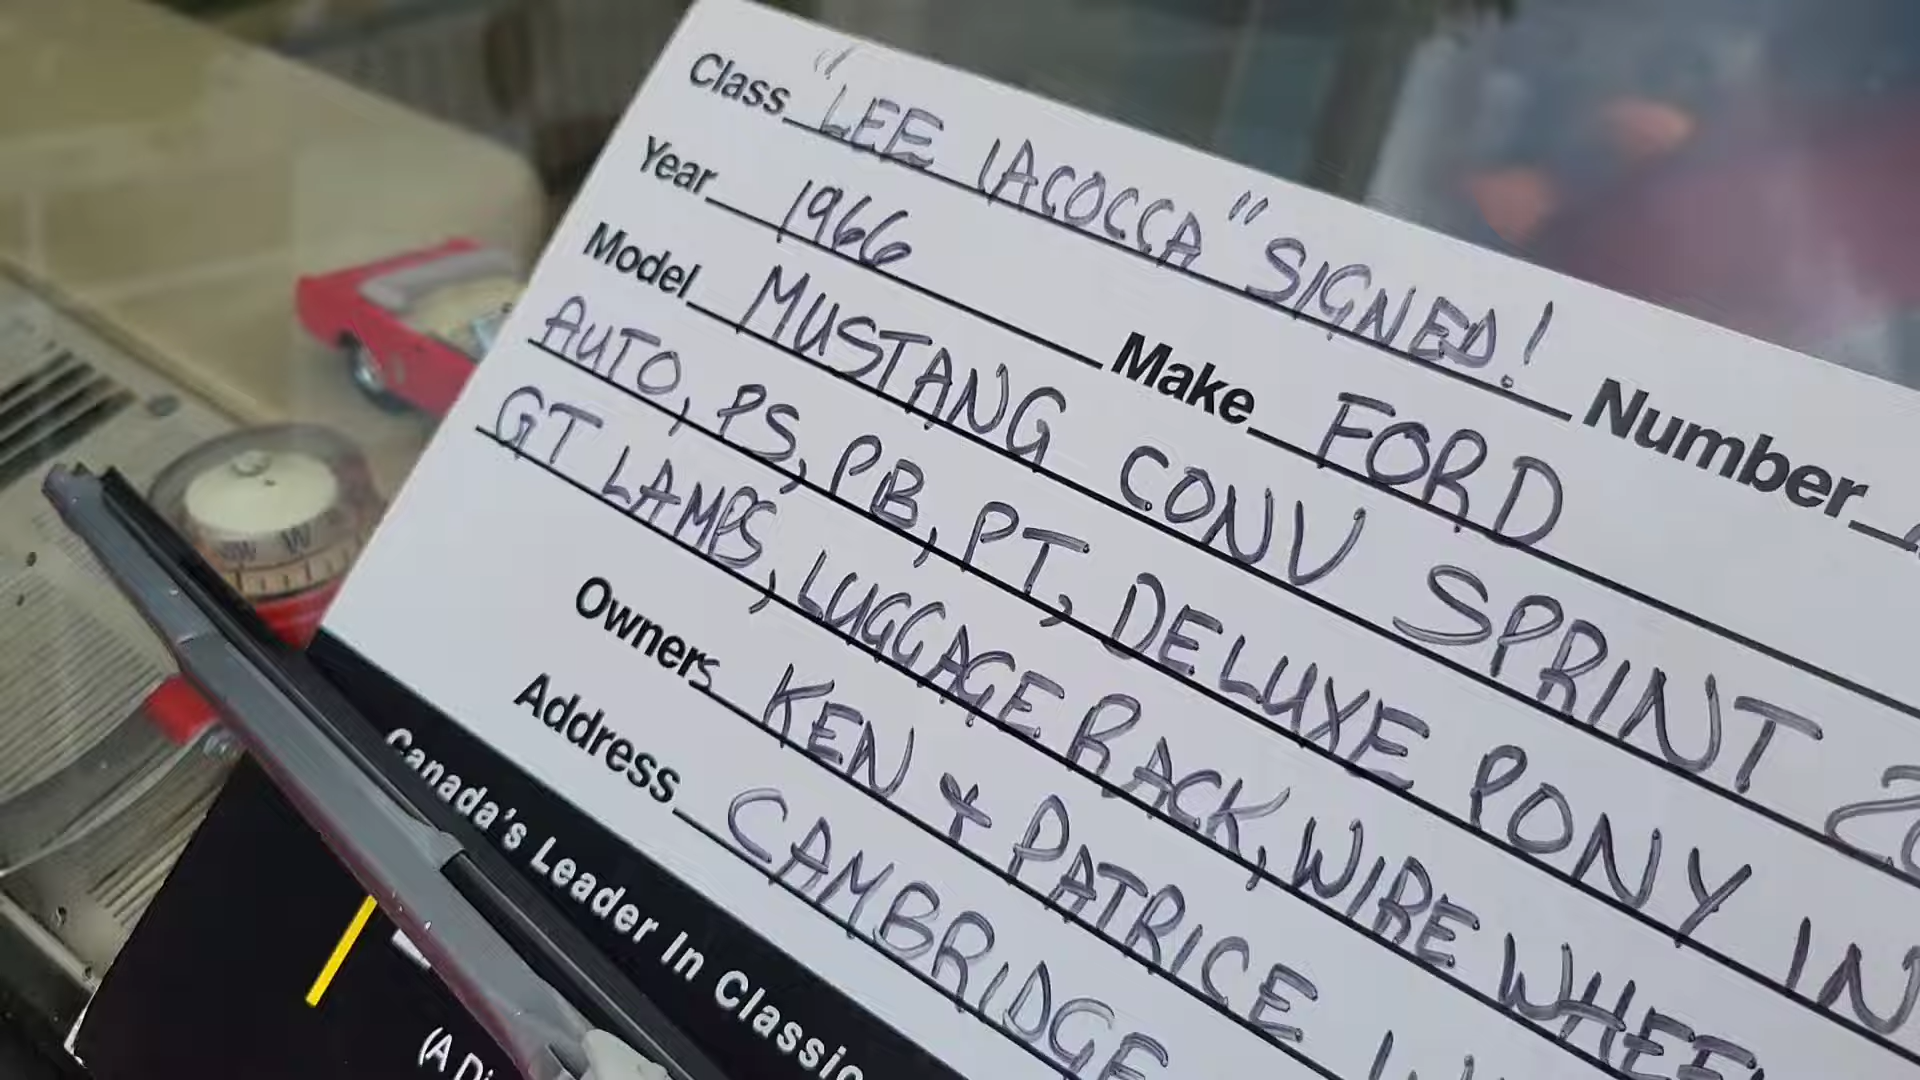 Class "LEE IACOCCA" SIGNED!
Year 1966 Make FORD Number
Model MUSTANG CONV SPRINT
AUTO, PS, PB, PT, DELUXE PONY IN
GT LAMPS, LUGGAGE RACK, WIRE WHEE
Owners KEN & PATRICE
Address CAMBRIDGE
Canada's Leader In Classic
(A Di
W